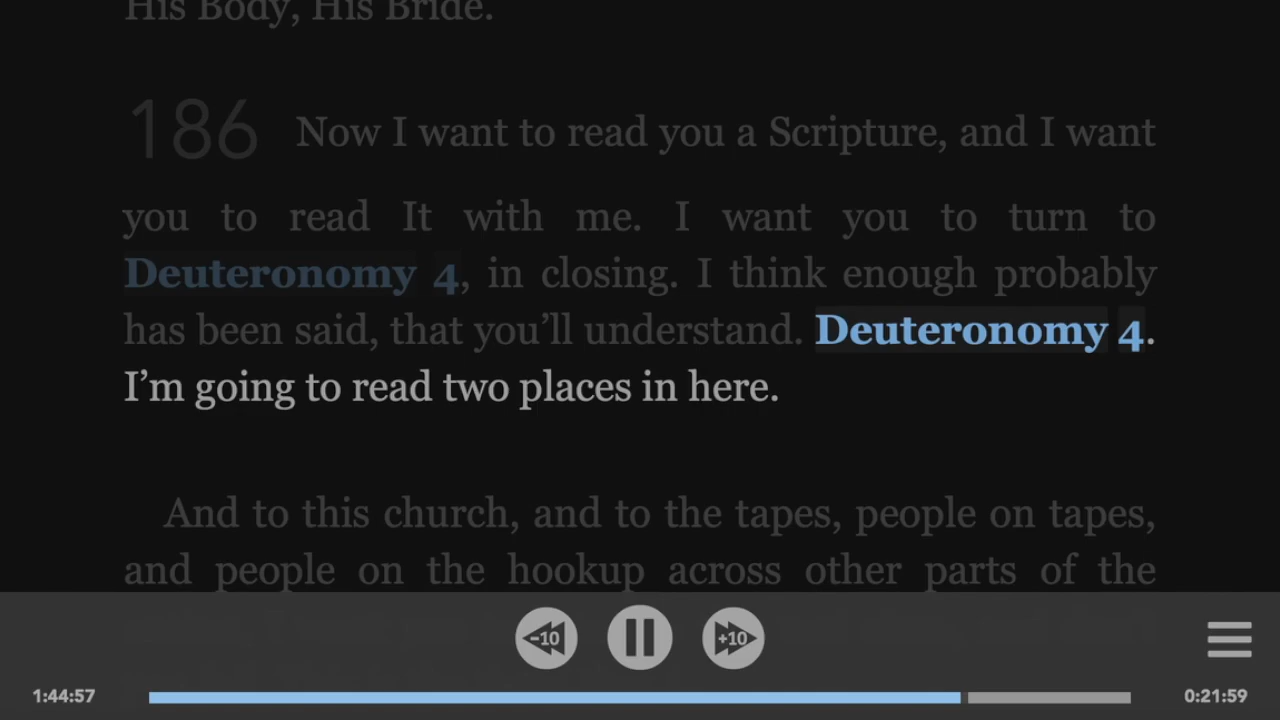 His Body, His Bride.
186 Now I want to read you a Scripture, and I want
you to read It with me. I want you to turn to
Deuteronomy 4, in closing. I think enough probably
has been said, that you’ll understand. Deuteronomy 4.
I’m going to read two places in here.
And to this church, and to the tapes, people on tapes,
and people on the hookup across other parts of the
-10 +10
1:44:57 0:21:59